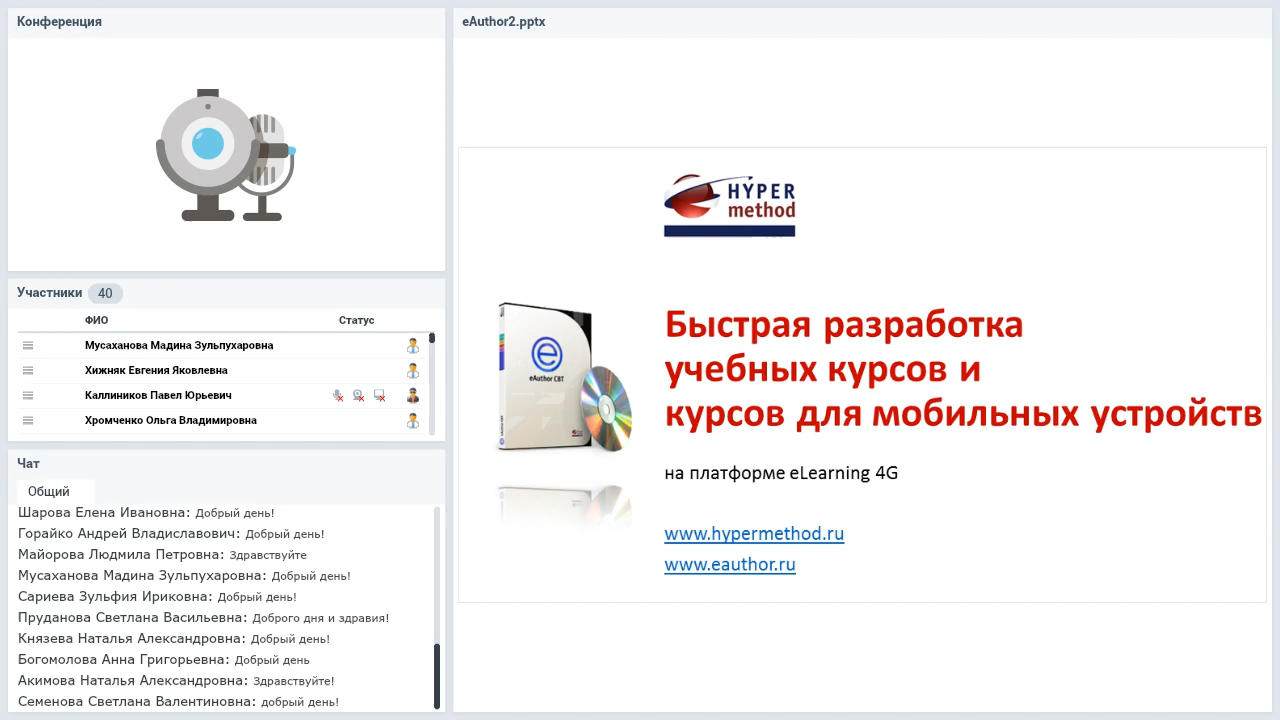 Конференция
Участники 40
ФИО Статус
Мусаханова Мадина Зульпухаровна
Хижняк Евгения Яковлевна
Каллиников Павел Юрьевич
Хромченко Ольга Владимировна
Чат
Общий
Шарова Елена Ивановна: Добрый день!
Горайко Андрей Владиславович: Добрый день!
Майорова Людмила Петровна: Здравствуйте
Мусаханова Мадина Зульпухаровна: Добрый день!
Сариева Зульфия Ириковна: Добрый день!
Пруданова Светлана Васильевна: Доброго дня и здравия!
Князева Наталья Александровна: Добрый день!
Богомолова Анна Григорьевна: Добрый день
Акимова Наталья Александровна: Здравствуйте!
Семенова Светлана Валентиновна: добрый день!
eAuthor2.pptx
HYPER
method
eAuthor CBT
Быстрая разработка
учебных курсов и
курсов для мобильных устройств
на платформе eLearning 4G
www.hypermethod.ru
www.eauthor.ru